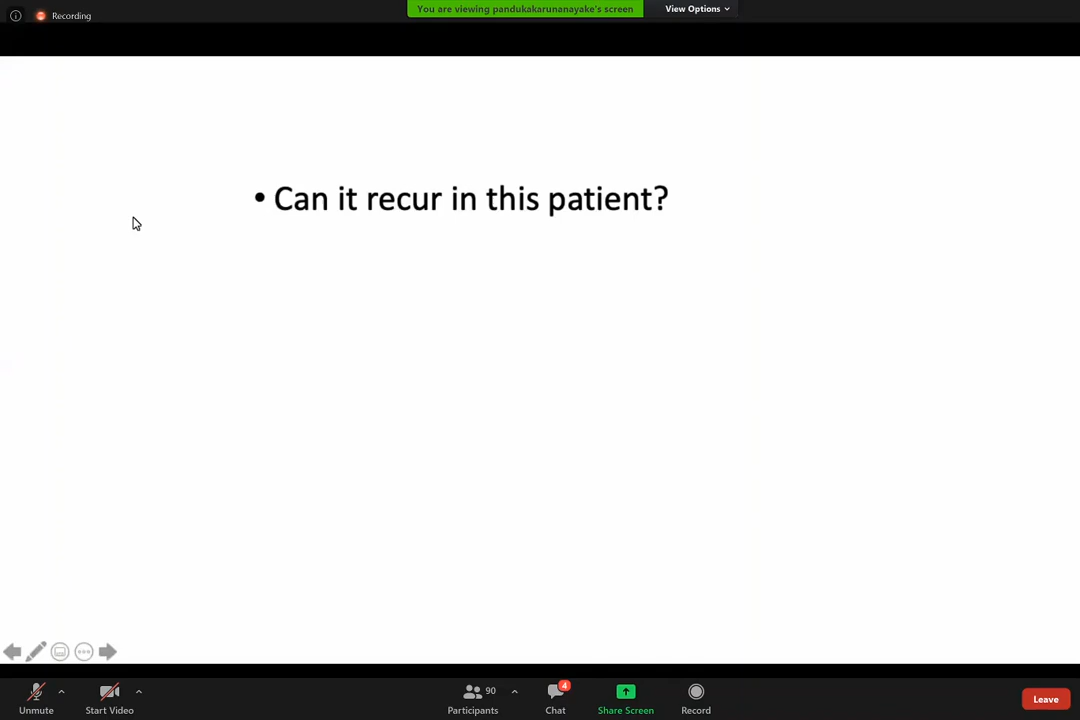 Recording
You are viewing pandukakarunanayake's screen
View Options
• Can it recur in this patient?
Unmute
Start Video
90
Participants
4
Chat
Share Screen
Record
Leave